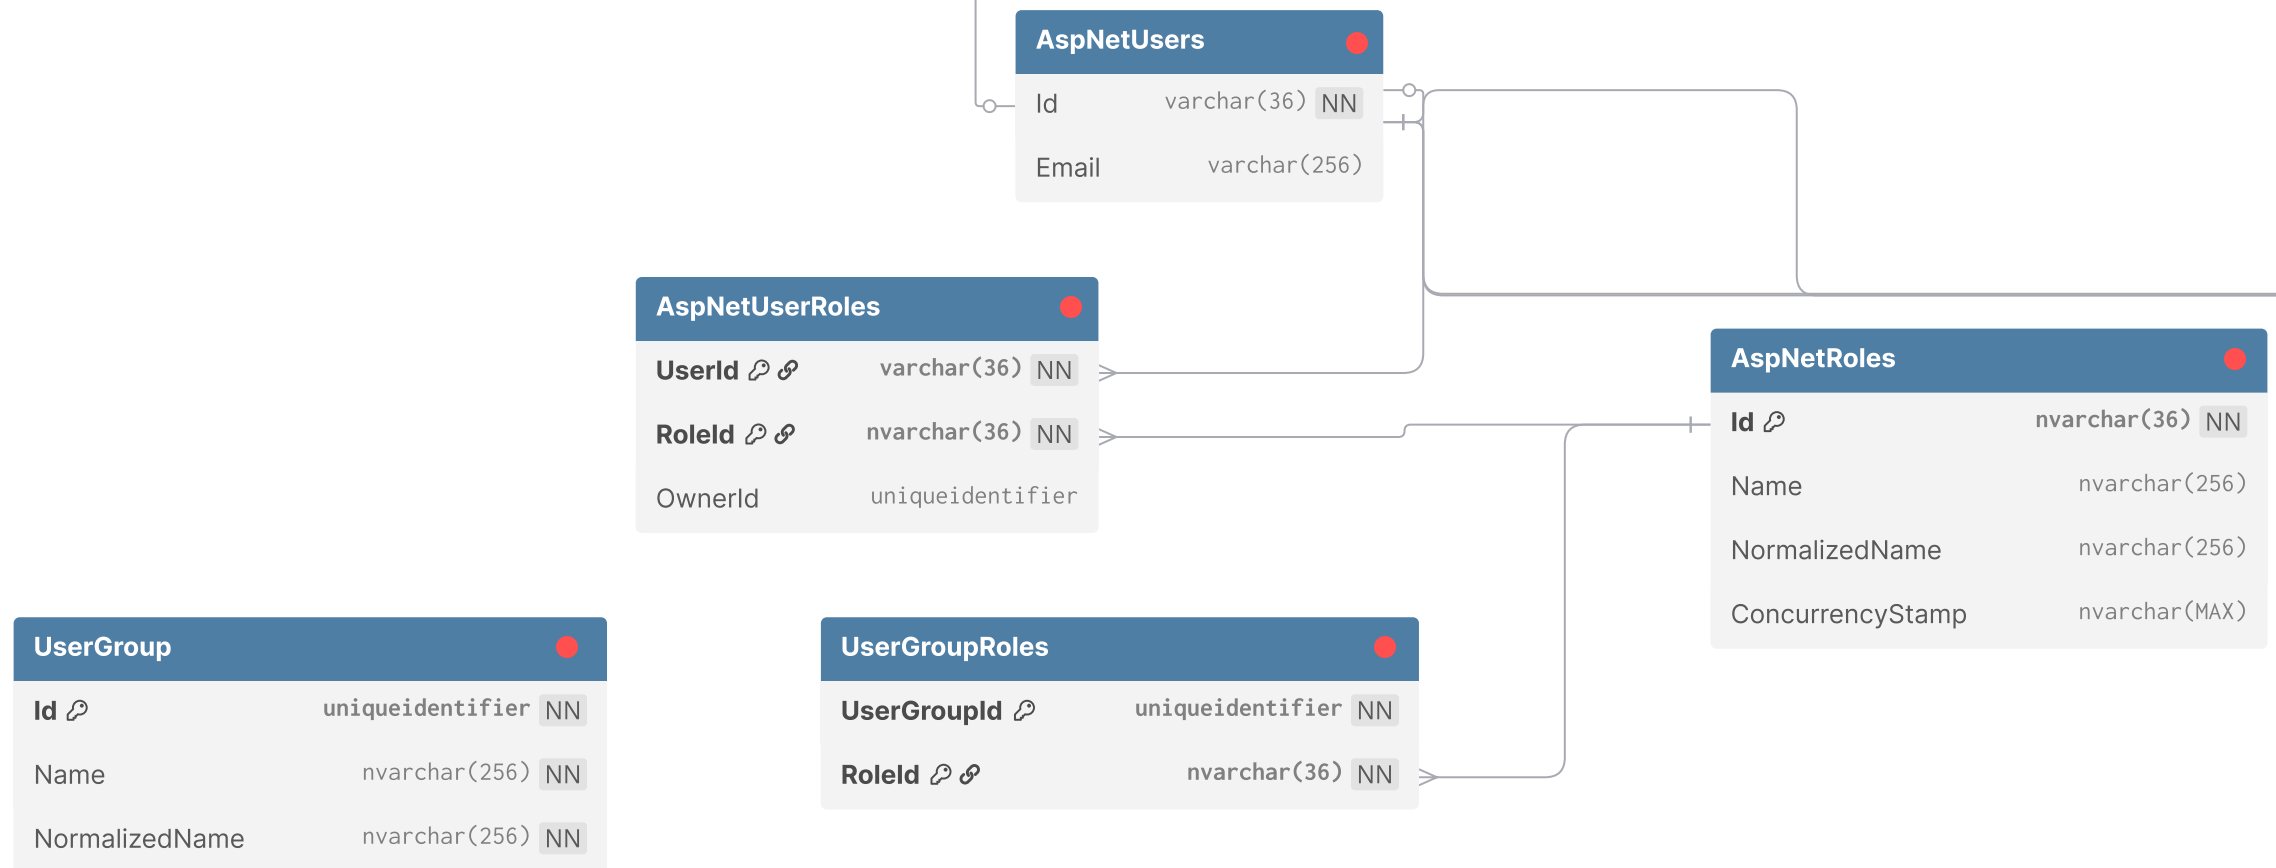 AspNetUsers
Id varchar(36) NN
Email varchar(256)
AspNetUserRoles
UserId varchar(36) NN
RoleId nvarchar(36) NN
OwnerId uniqueidentifier
AspNetRoles
Id nvarchar(36) NN
Name nvarchar(256)
NormalizedName nvarchar(256)
ConcurrencyStamp nvarchar(MAX)
UserGroup
Id uniqueidentifier NN
Name nvarchar(256) NN
NormalizedName nvarchar(256) NN
UserGroupRoles
UserGroupId uniqueidentifier NN
RoleId nvarchar(36) NN